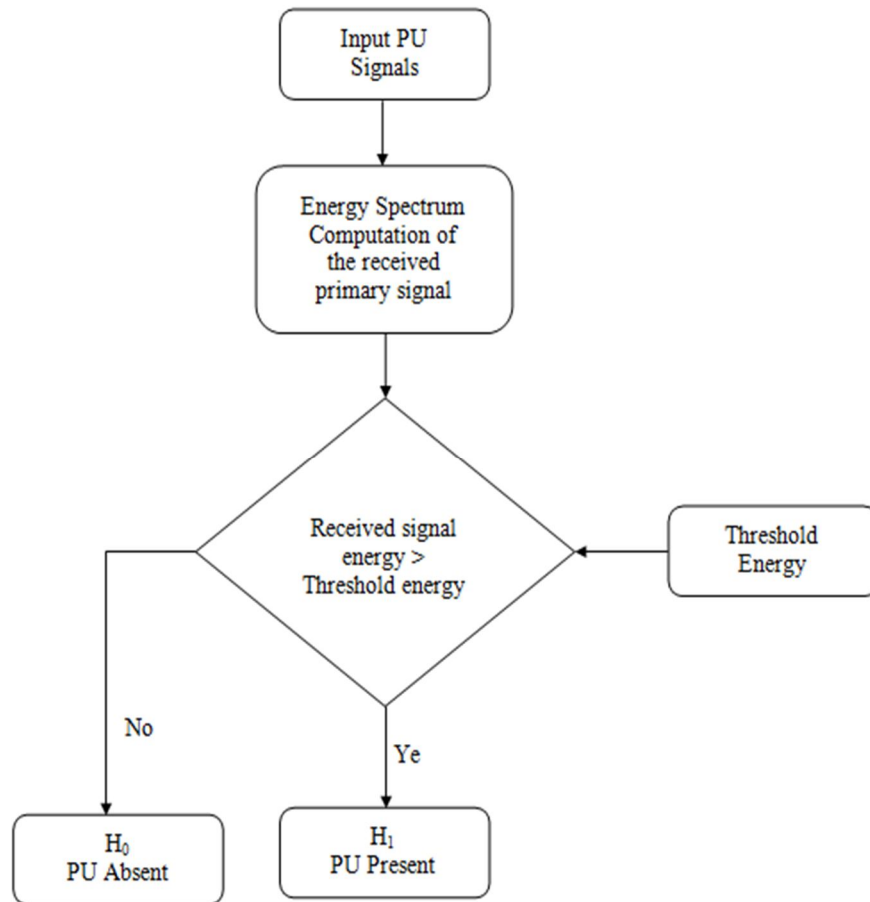 Input PU
Signals
Energy Spectrum
Computation of
the received
primary signal
Received signal
energy >
Threshold energy
Threshold
Energy
No
Ye
H₀
PU Absent
H₁
PU Present